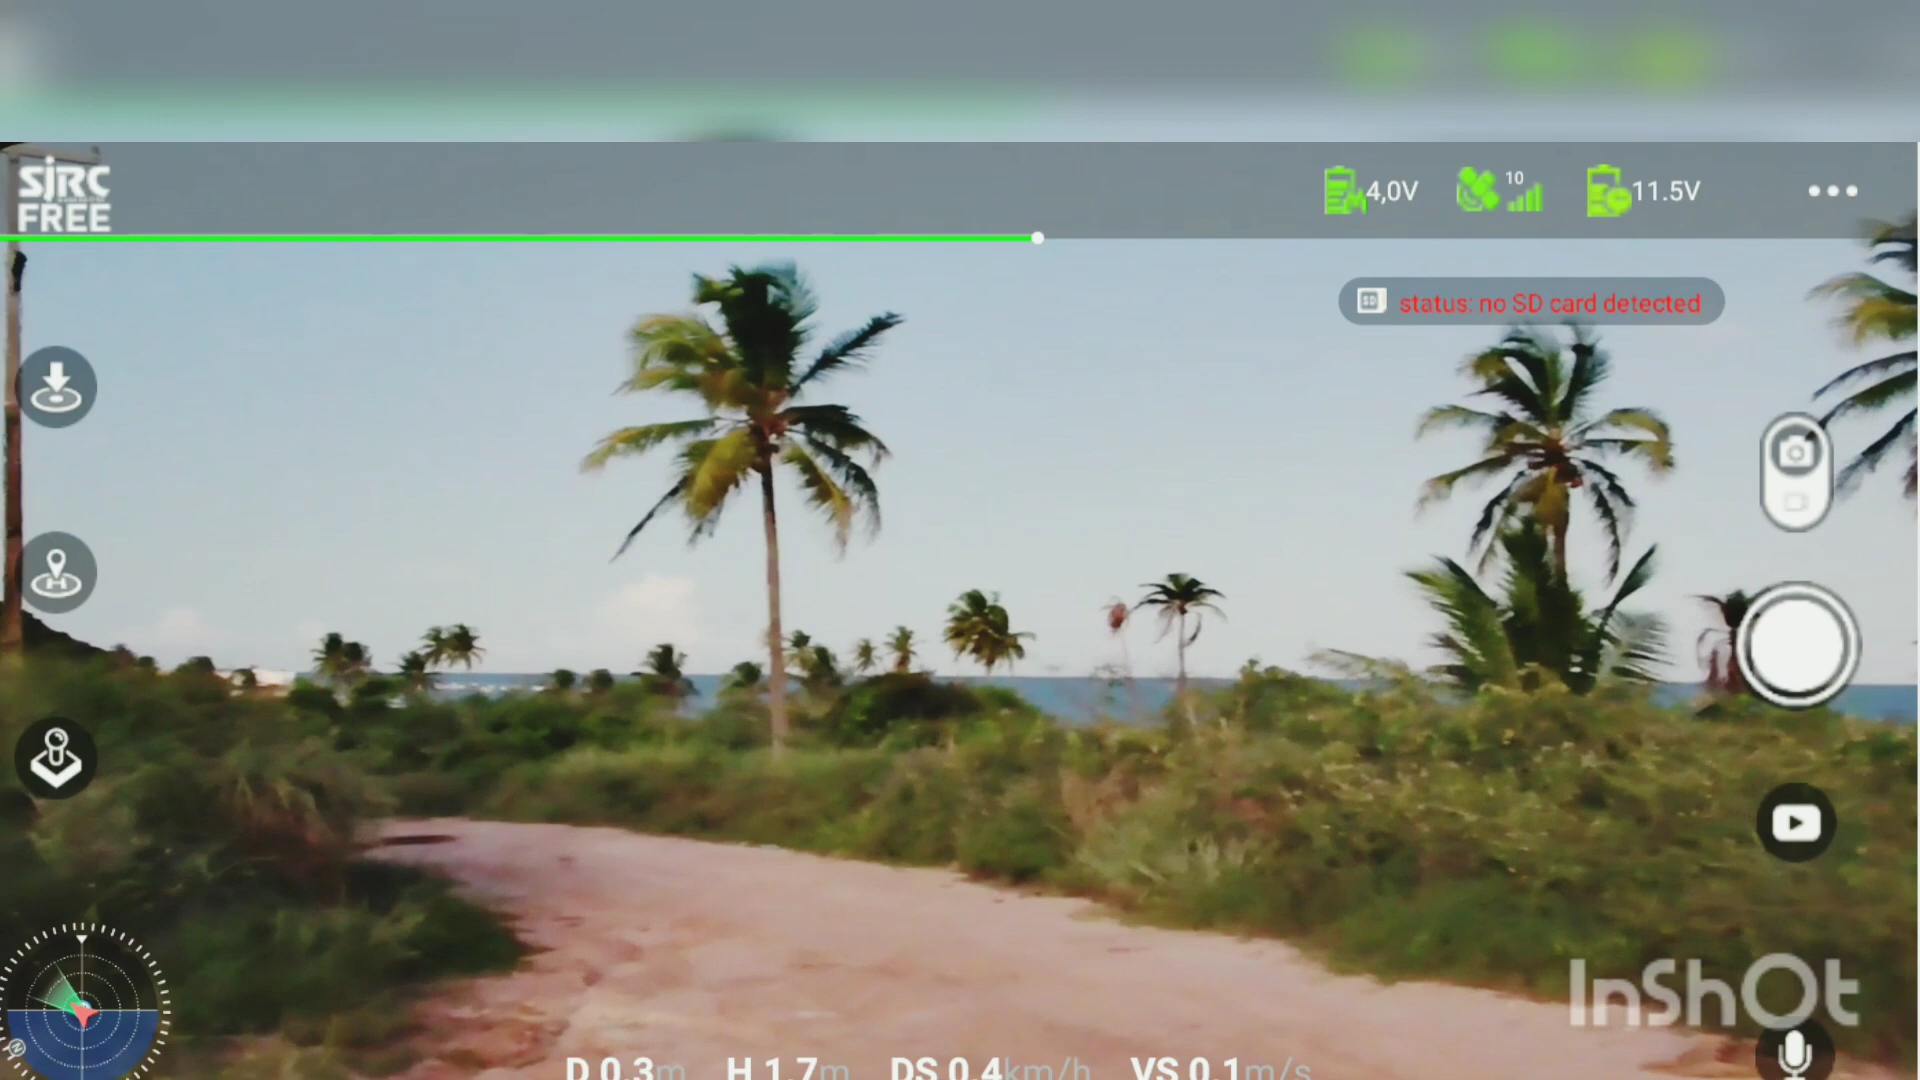 SJRC
FREE
4,0V
10
11.5V
SD
status: no SD card detected
H
N
InShOt
D 0.3m H 1.7m DS 0.4km/h VS 0.1m/s